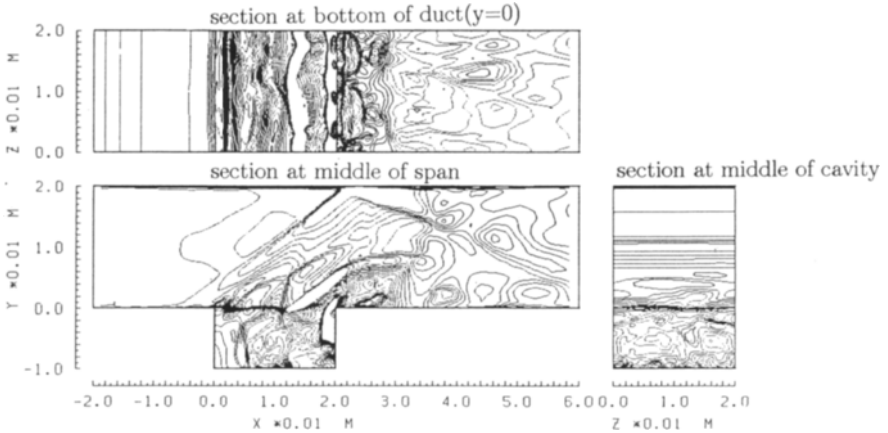 section at bottom of duct(y=0)
2.0
1.0
0.0
Z *0.01 M
section at middle of span
section at middle of cavity
2.0
1.0
0.0
-1.0
Y *0.01 M
-2.0 -1.0 0.0 1.0 2.0 3.0 4.0 5.0 6.0 0.0 1.0 2.0
X *0.01 M
Z *0.01 M